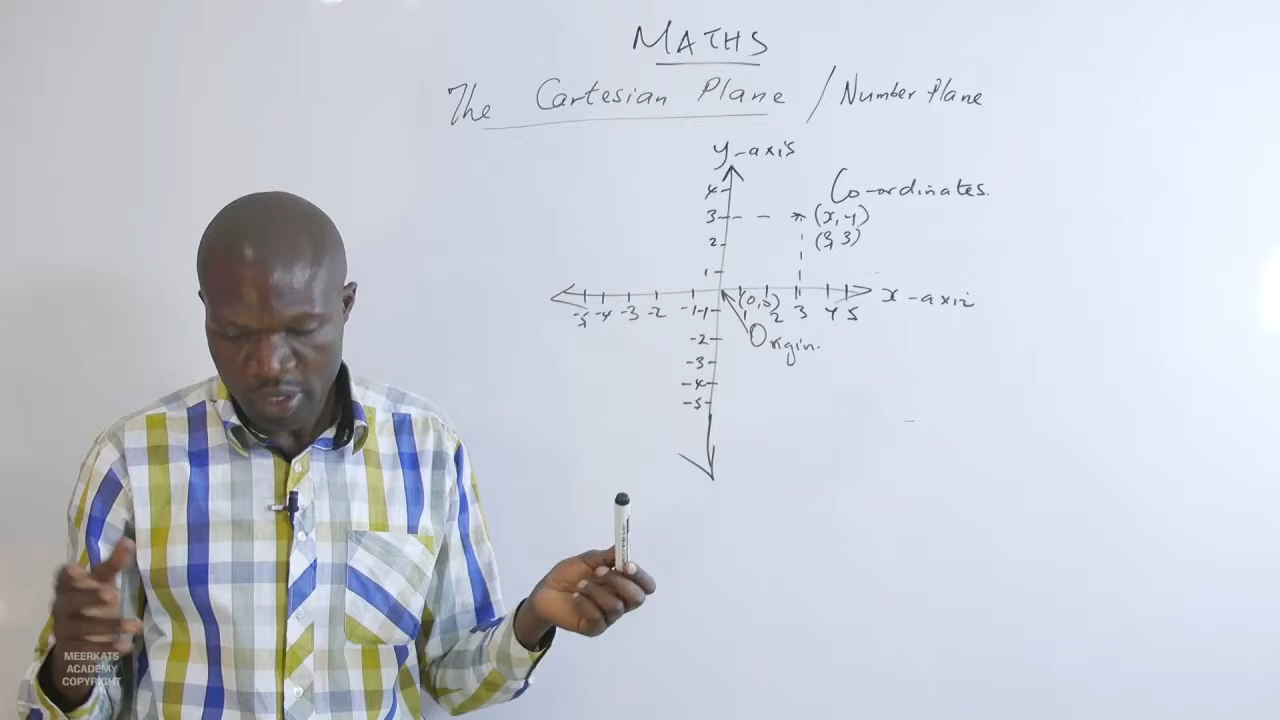 MATHS
The Cartesian Plane / Number Plane
y-axis
Co-ordinates.
4
3 (x, y)
2 (3, 3)
1
-5 -4 -3 -2 -1 (0,0) 1 2 3 4 5 x-axis
-1
-2 Origin.
-3
-4
-5
MEERKATS
ACADEMY
COPYRIGHT